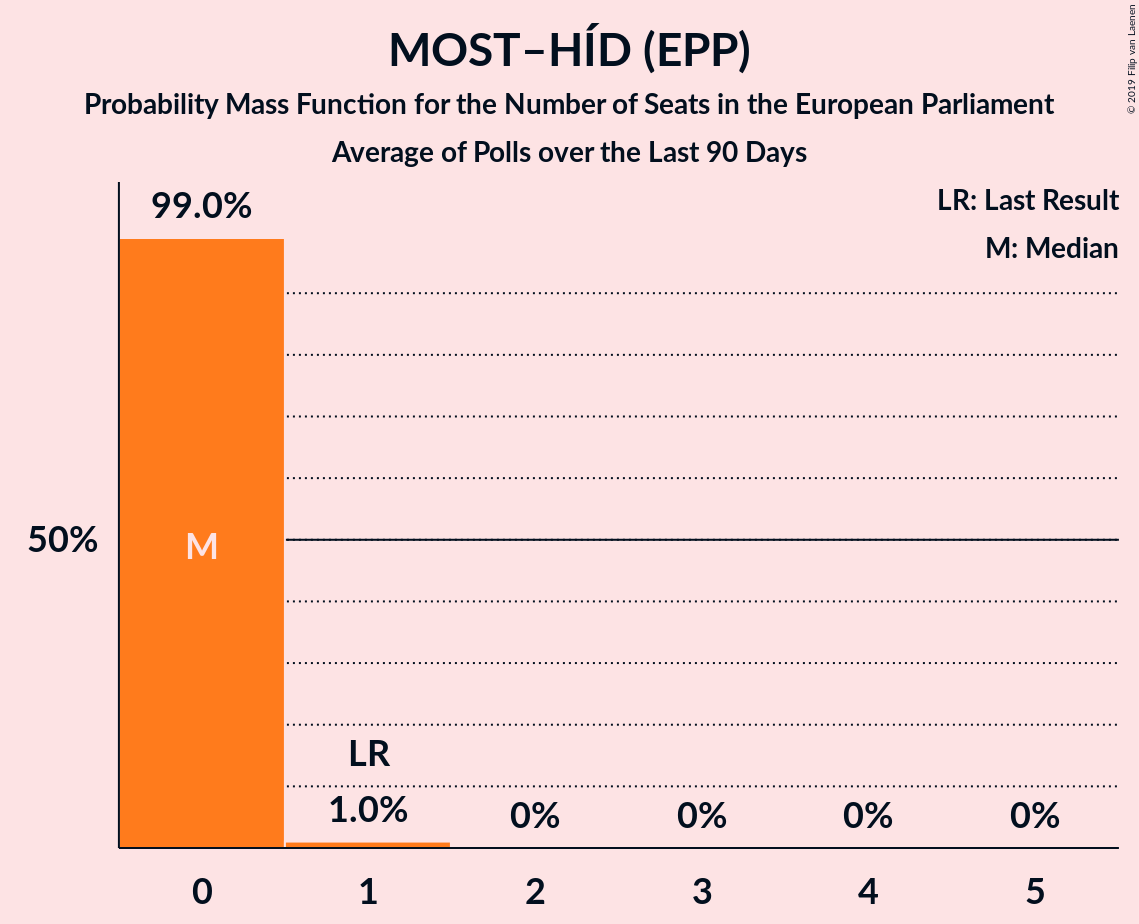 MOST–HÍD (EPP)
Probability Mass Function for the Number of Seats in the European Parliament
Average of Polls over the Last 90 Days
© 2019 Filip van Laenen
LR: Last Result
M: Median
99.0%
50%
M
LR
1.0%
0%
0%
0%
0%
0
1
2
3
4
5